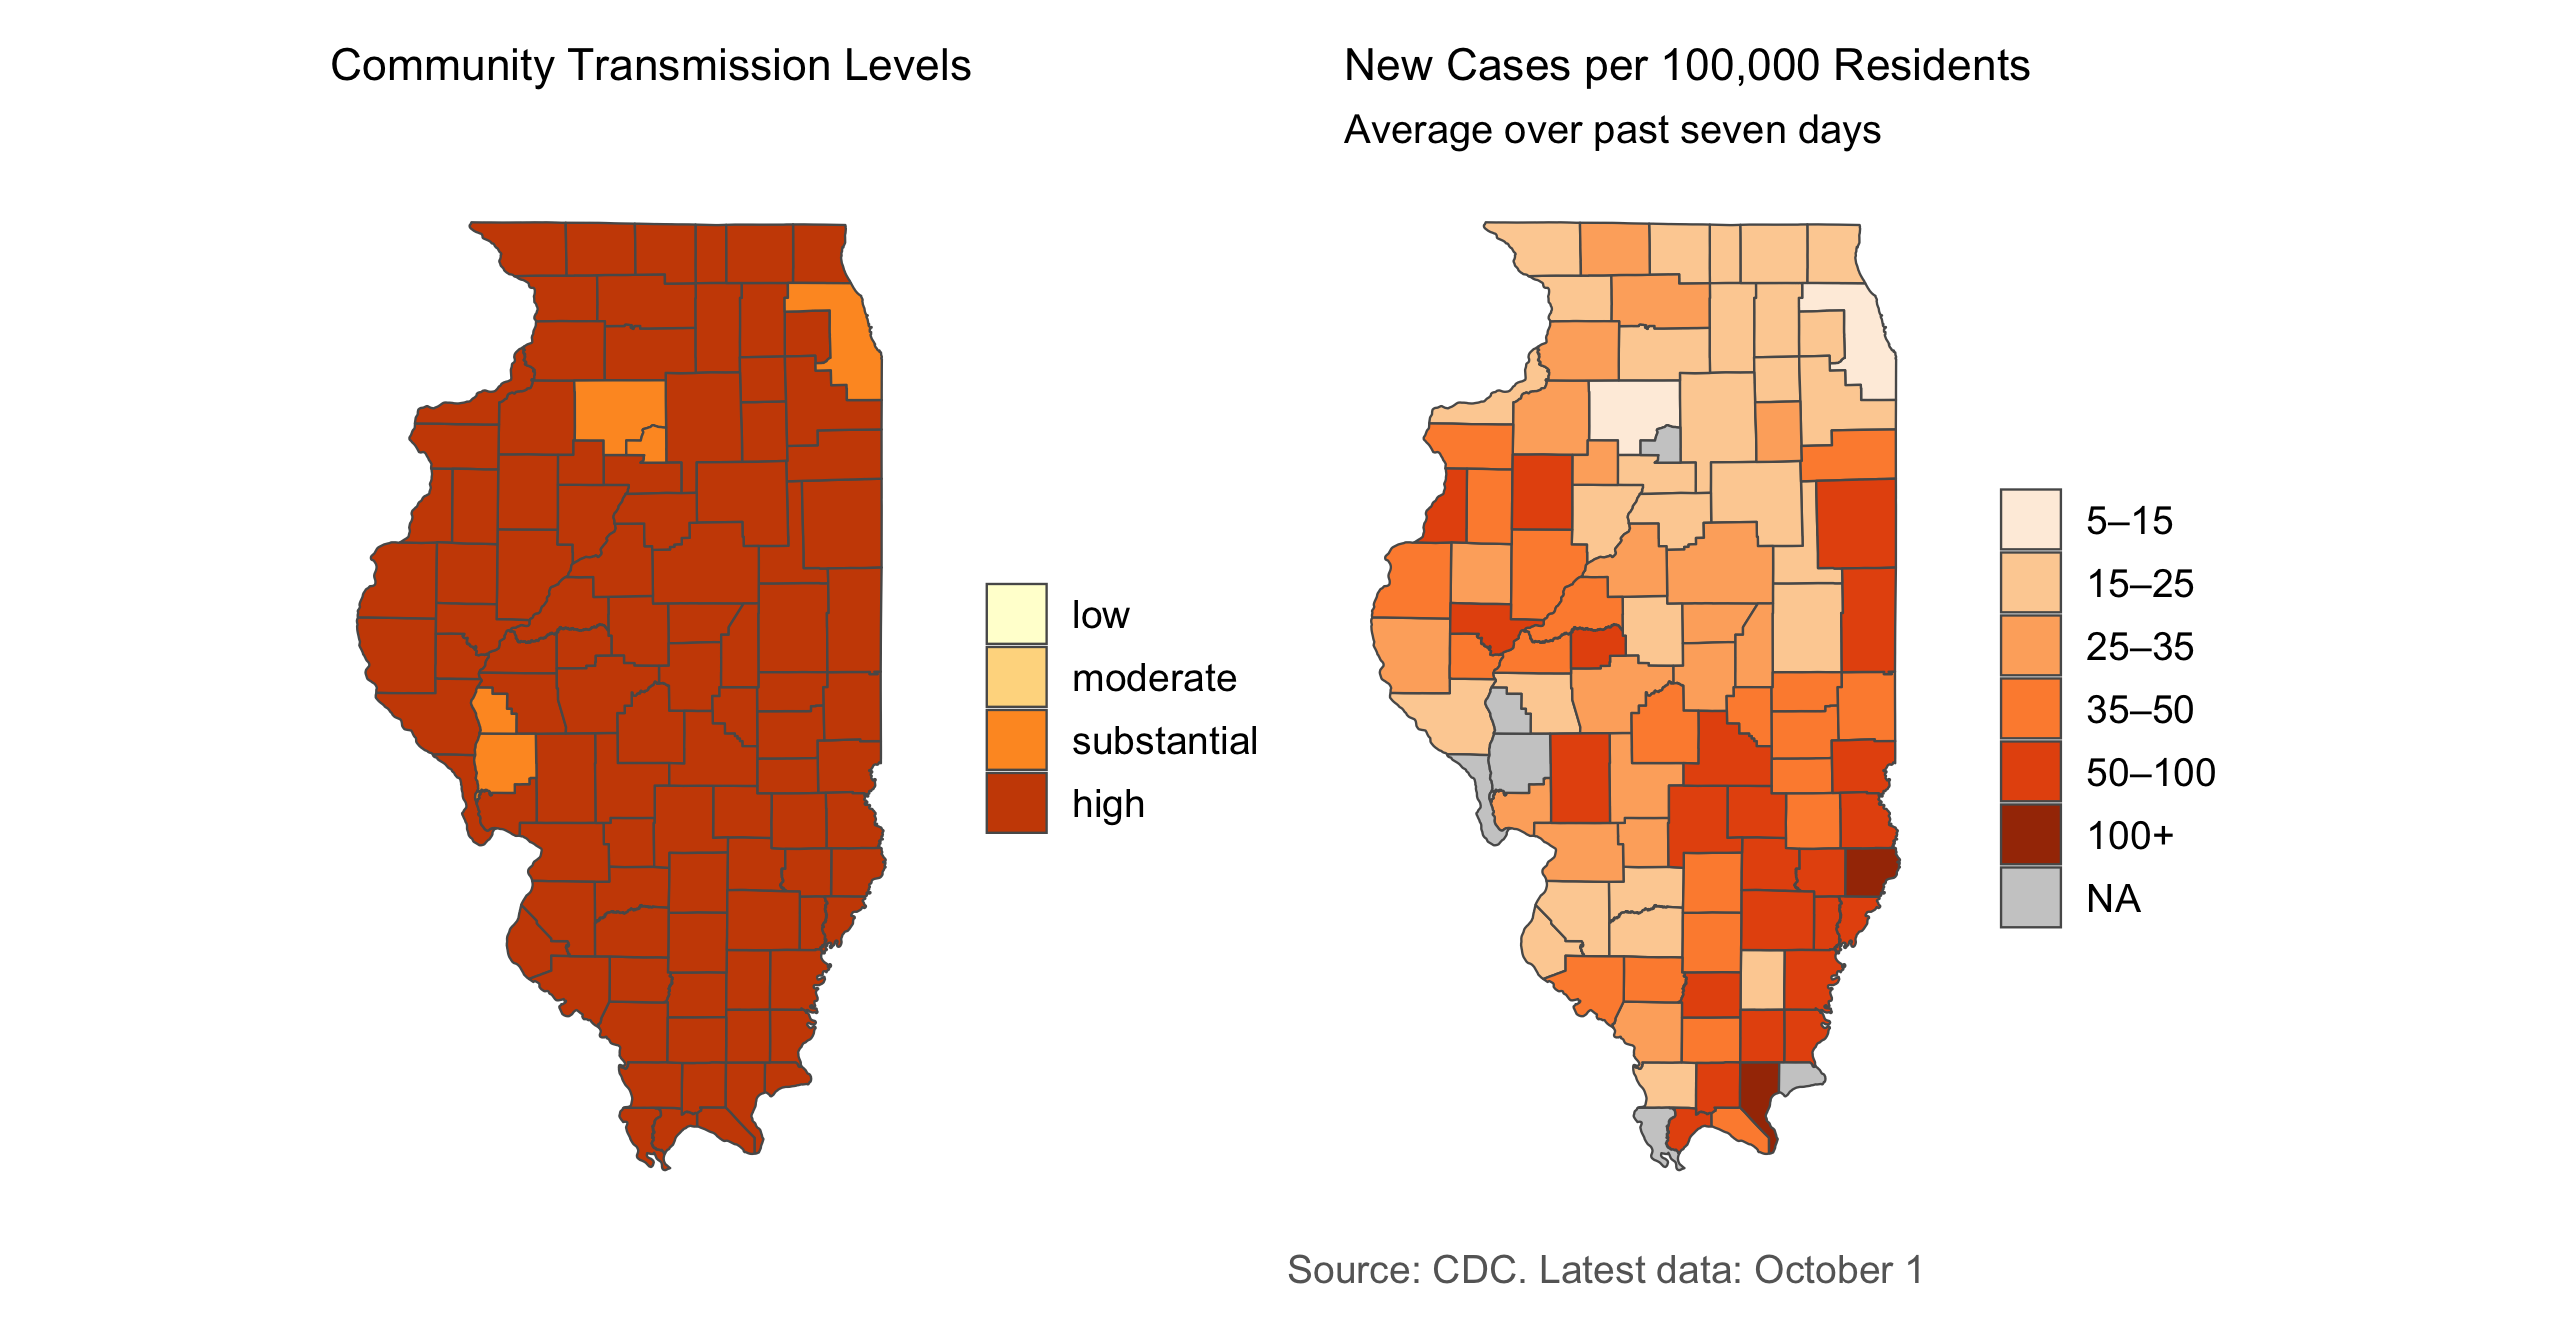 Community Transmission Levels
low
moderate
substantial
high
New Cases per 100,000 Residents
Average over past seven days
5–15
15–25
25–35
35–50
50–100
100+
NA
Source: CDC. Latest data: October 1